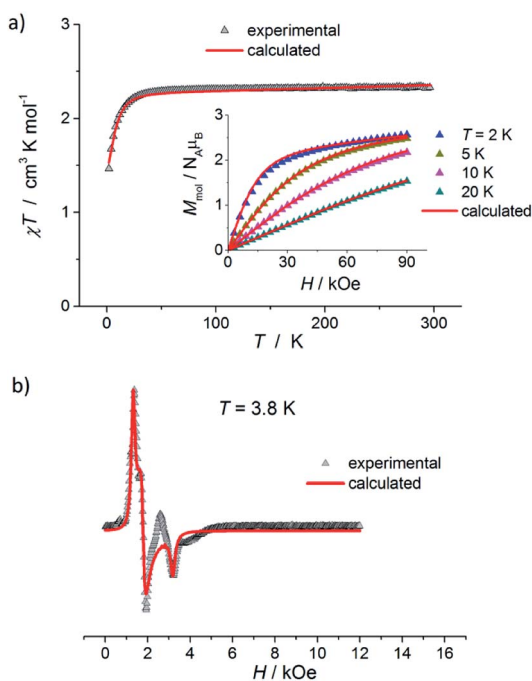 a)
experimental
calculated
χT / cm³ K mol⁻¹
3
2
1
0
0 100 200 300
T / K
M_mol / N_Aμ_B
3
2
1
0
0 30 60 90
H / kOe
T = 2 K
5 K
10 K
20 K
calculated
b)
T = 3.8 K
experimental
calculated
0 2 4 6 8 10 12 14 16
H / kOe